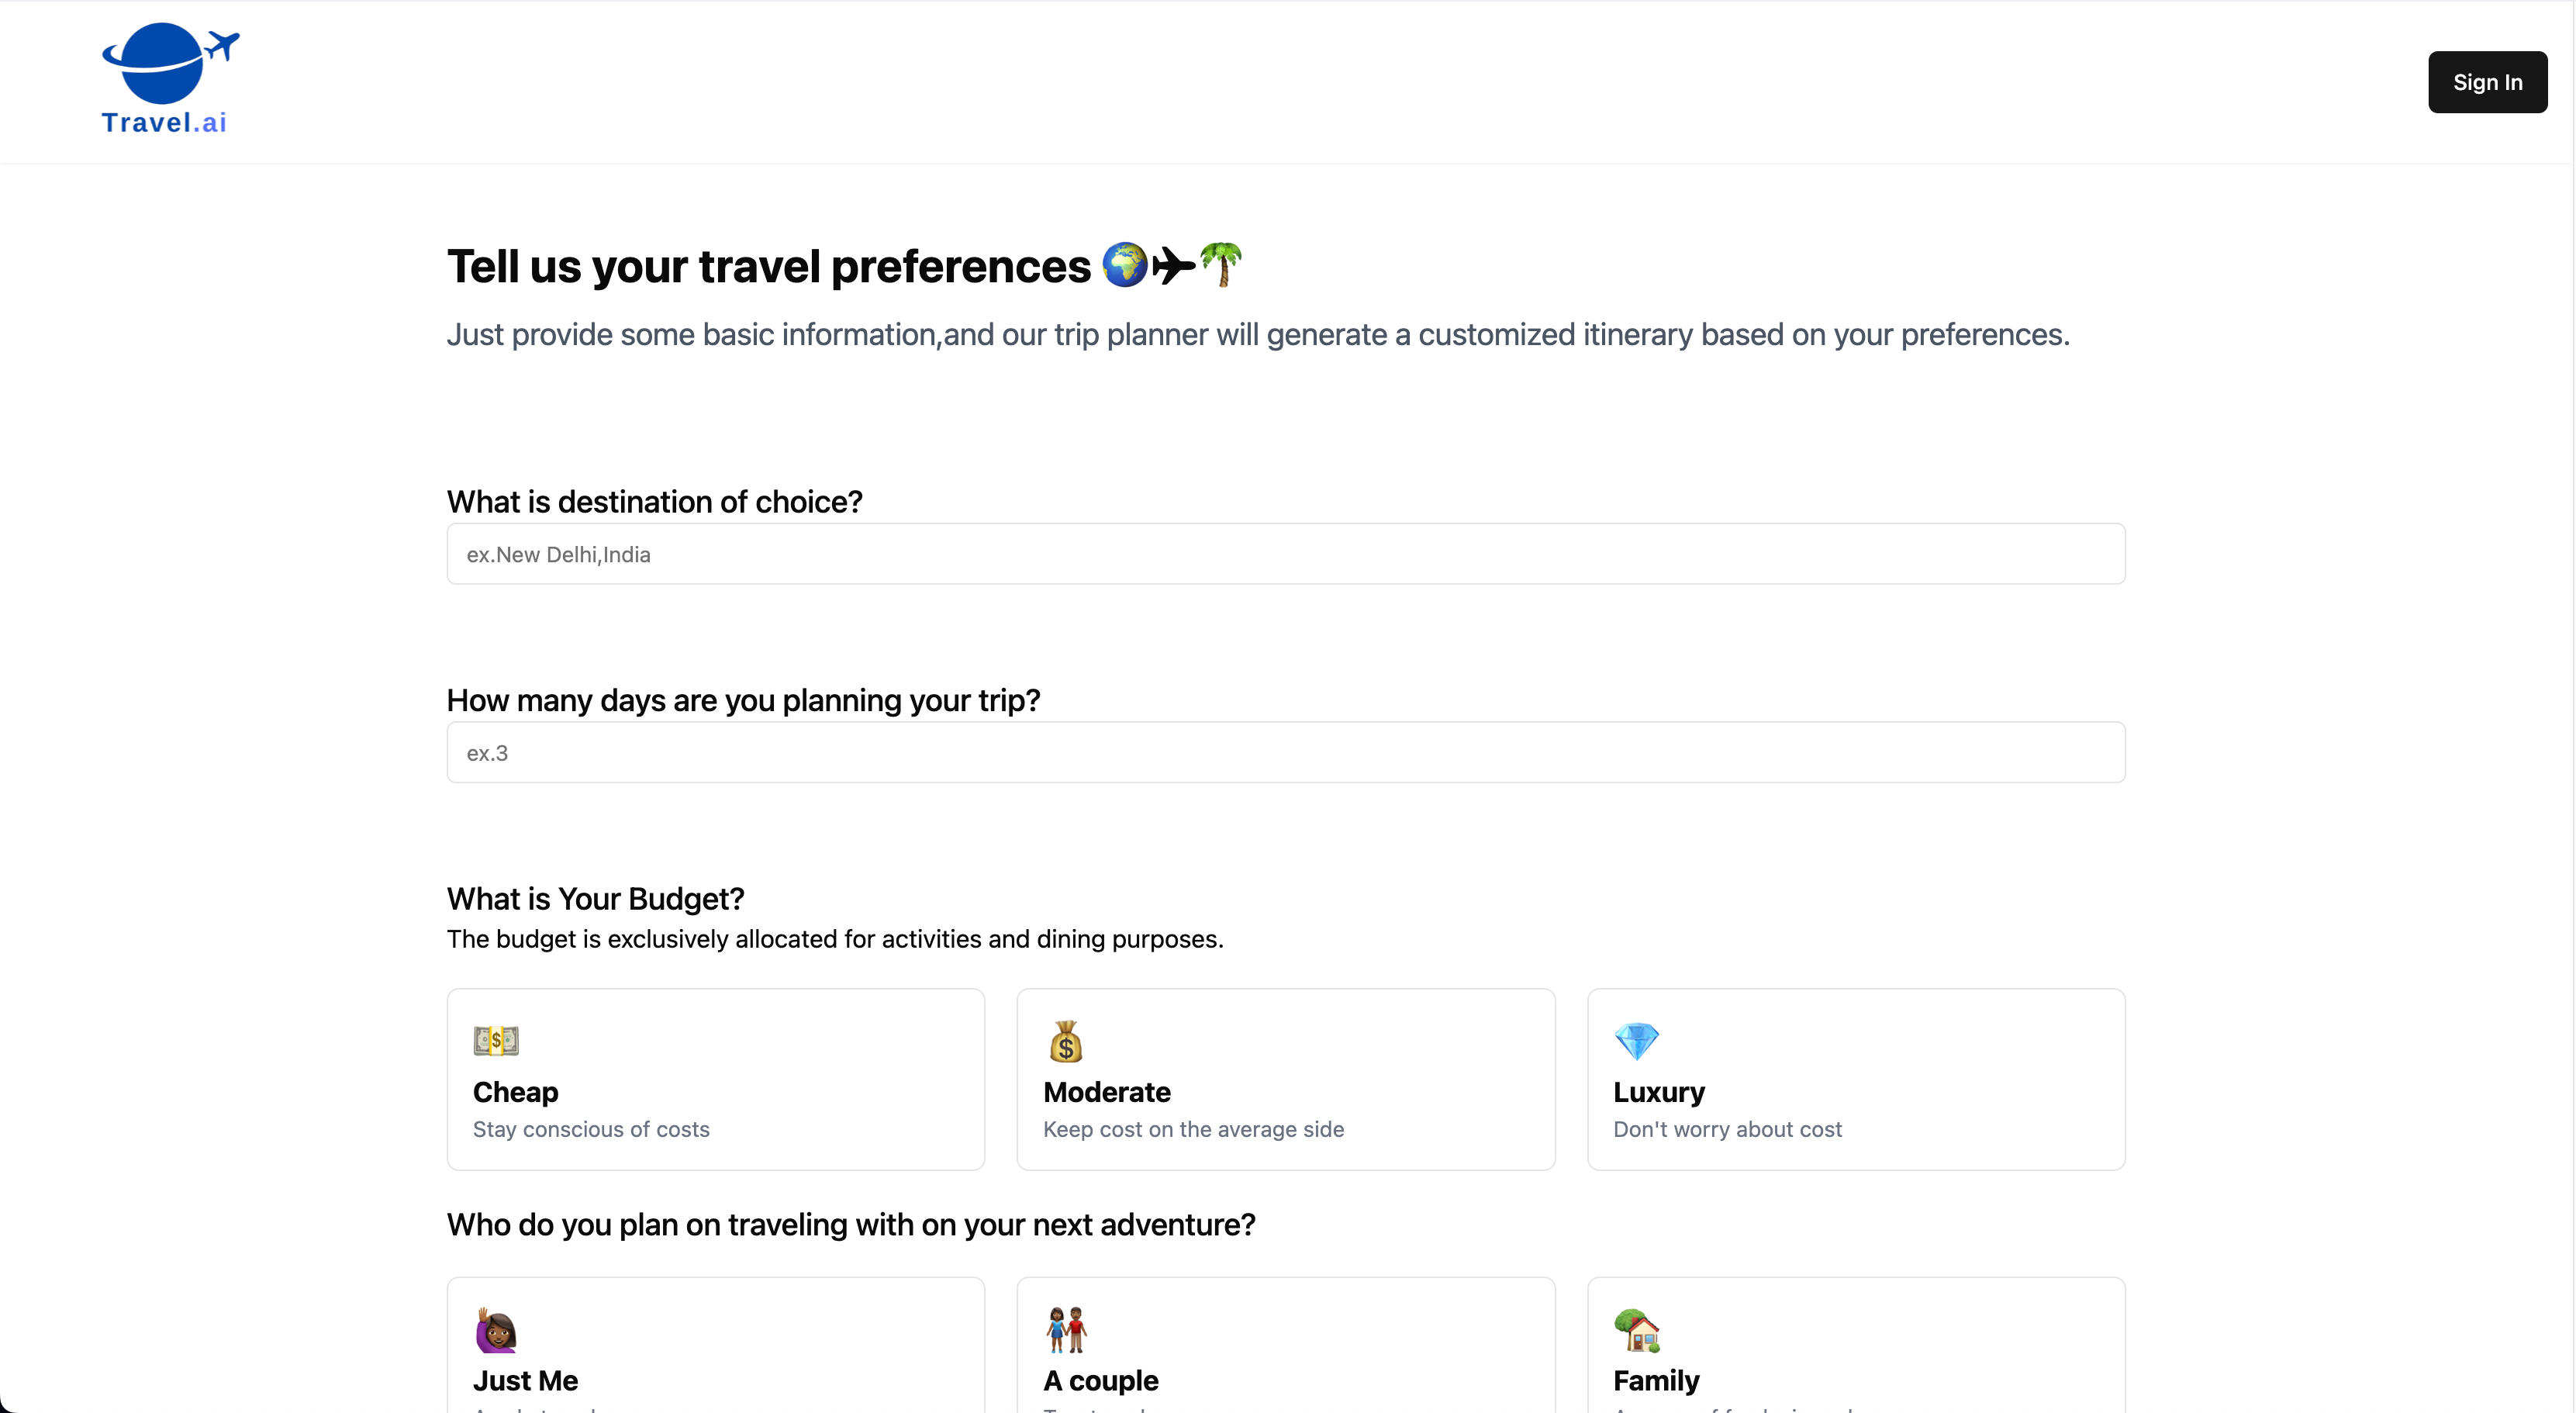 Travel.ai
Sign In
Tell us your travel preferences 🌍✈🌴
Just provide some basic information,and our trip planner will generate a customized itinerary based on your preferences.
What is destination of choice?
ex.New Delhi,India
How many days are you planning your trip?
ex.3
What is Your Budget?
The budget is exclusively allocated for activities and dining purposes.
Cheap
Stay conscious of costs
Moderate
Keep cost on the average side
Luxury
Don't worry about cost
Who do you plan on traveling with on your next adventure?
Just Me
A couple
Family